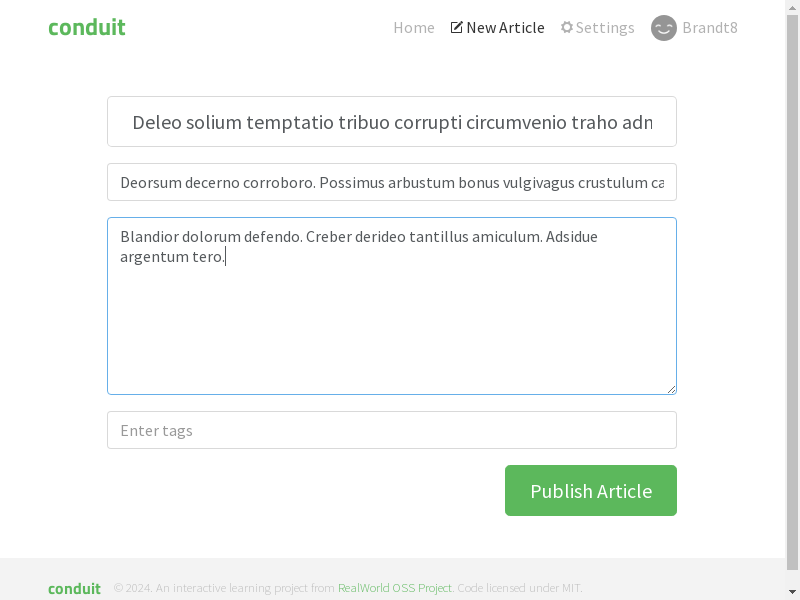 conduit
Home
New Article
Settings
Brandt8
Deleo solium temptatio tribuo corrupti circumvenio traho
Deorsum decerno corroboro. Possimus arbustum bonus vulgivagus crustulum
Blandior dolorum defendo. Creber derideo tantillus amiculum. Adsidue
argentum tero.
Enter tags
Publish Article
conduit © 2024. An interactive learning project from RealWorld OSS Project. Code licensed under MIT.